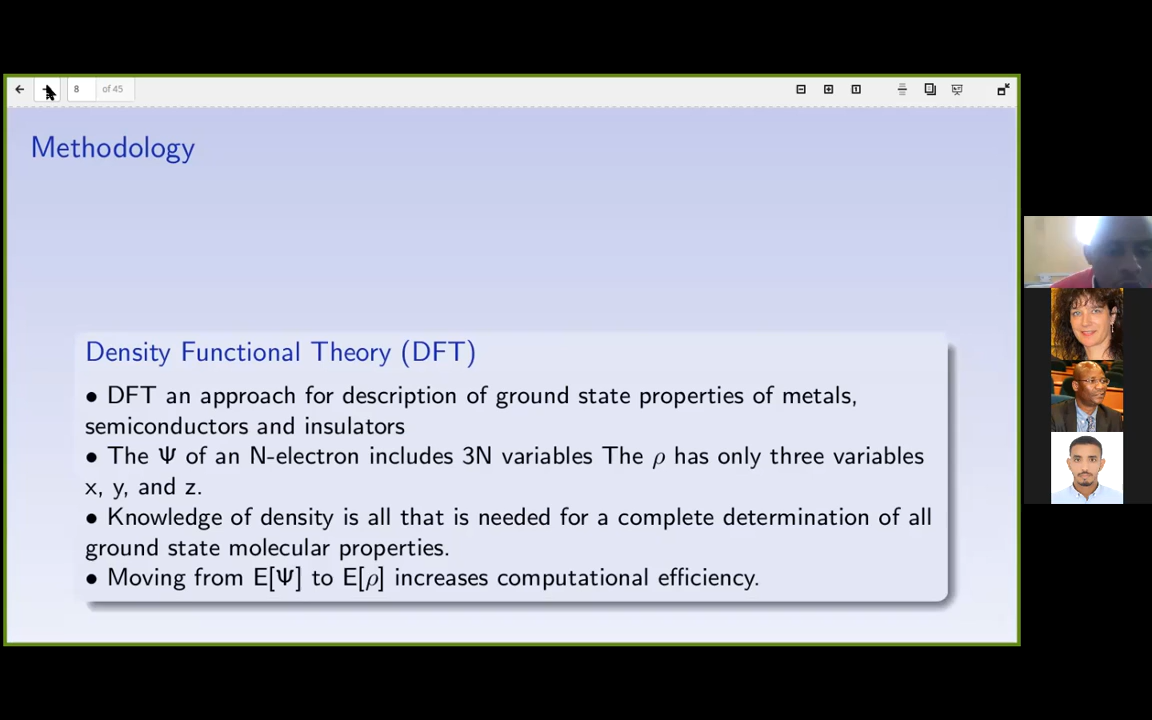 8 of 45
Methodology
Density Functional Theory (DFT)
• DFT an approach for description of ground state properties of metals,
semiconductors and insulators
• The Ψ of an N-electron includes 3N variables The ρ has only three variables
x, y, and z.
• Knowledge of density is all that is needed for a complete determination of all
ground state molecular properties.
• Moving from E[Ψ] to E[ρ] increases computational efficiency.